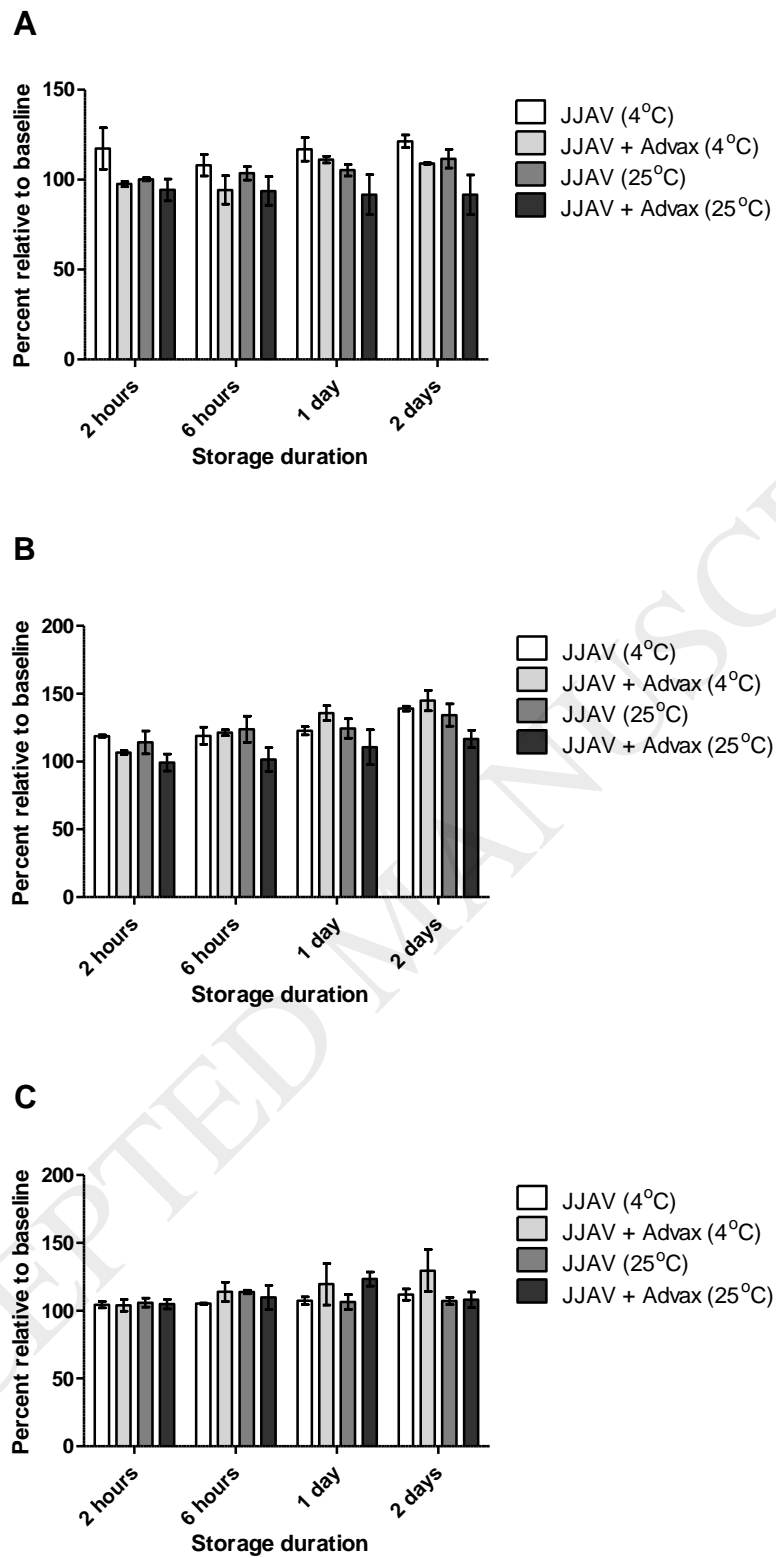 A
Percent relative to baseline
150
100
50
0
2 hours
6 hours
1 day
2 days
Storage duration
JJAV (4°C)
JJAV + Advax (4°C)
JJAV (25°C)
JJAV + Advax (25°C)
B
Percent relative to baseline
200
150
100
50
0
2 hours
6 hours
1 day
2 days
Storage duration
JJAV (4°C)
JJAV + Advax (4°C)
JJAV (25°C)
JJAV + Advax (25°C)
C
Percent relative to baseline
200
150
100
50
0
2 hours
6 hours
1 day
2 days
Storage duration
JJAV (4°C)
JJAV + Advax (4°C)
JJAV (25°C)
JJAV + Advax (25°C)
CEPTED MANUSC